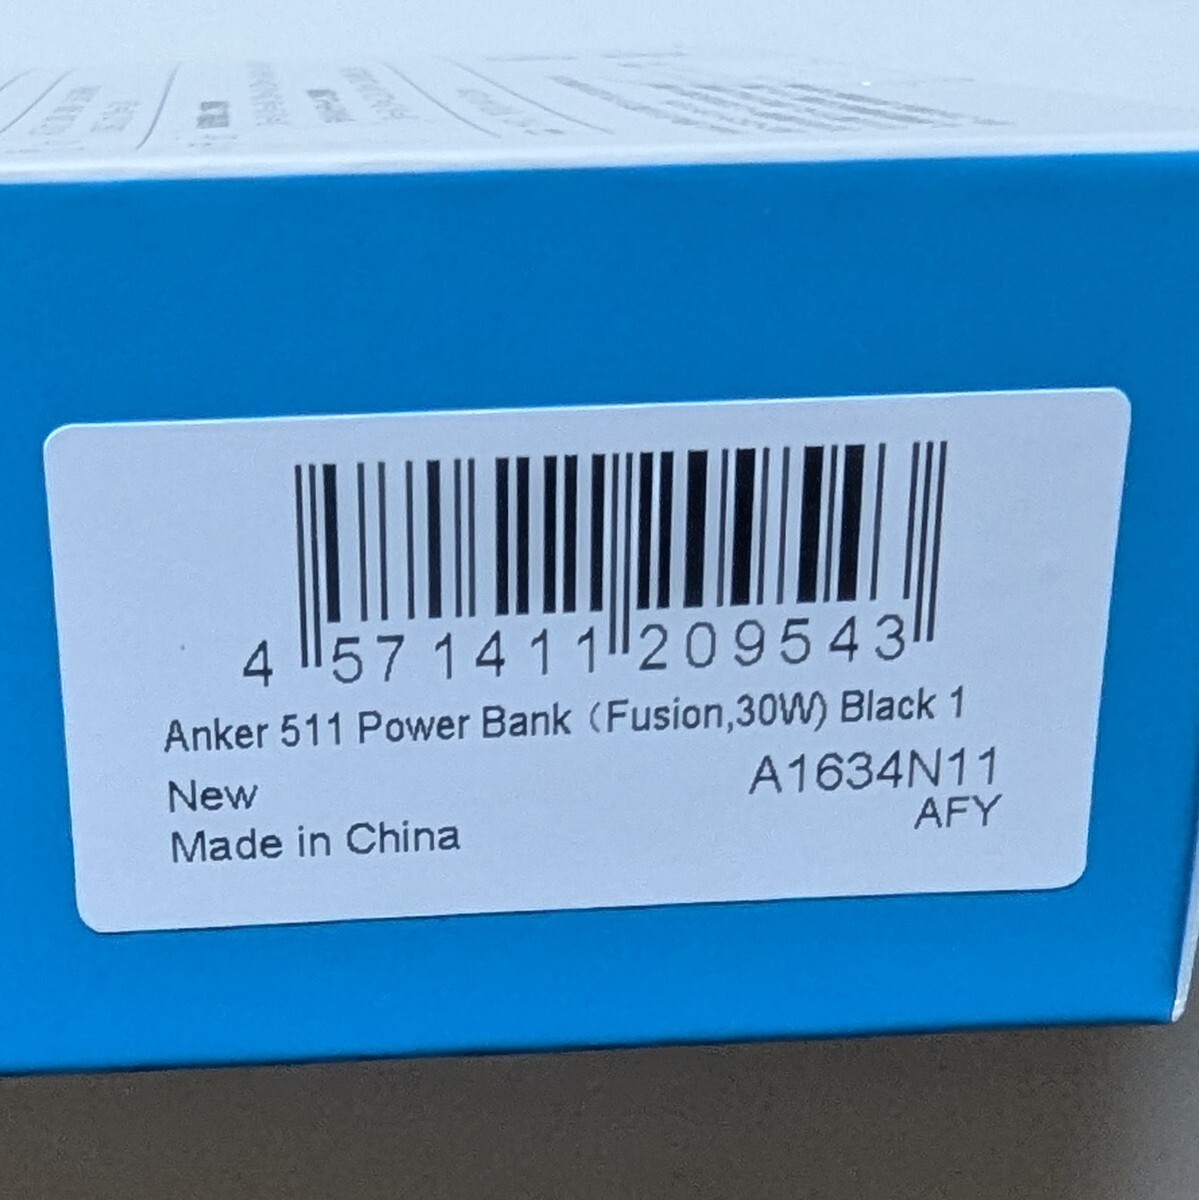 4 571411 209543
Anker 511 Power Bank（Fusion,30W) Black 1
New
A1634N11
AFY
Made in China